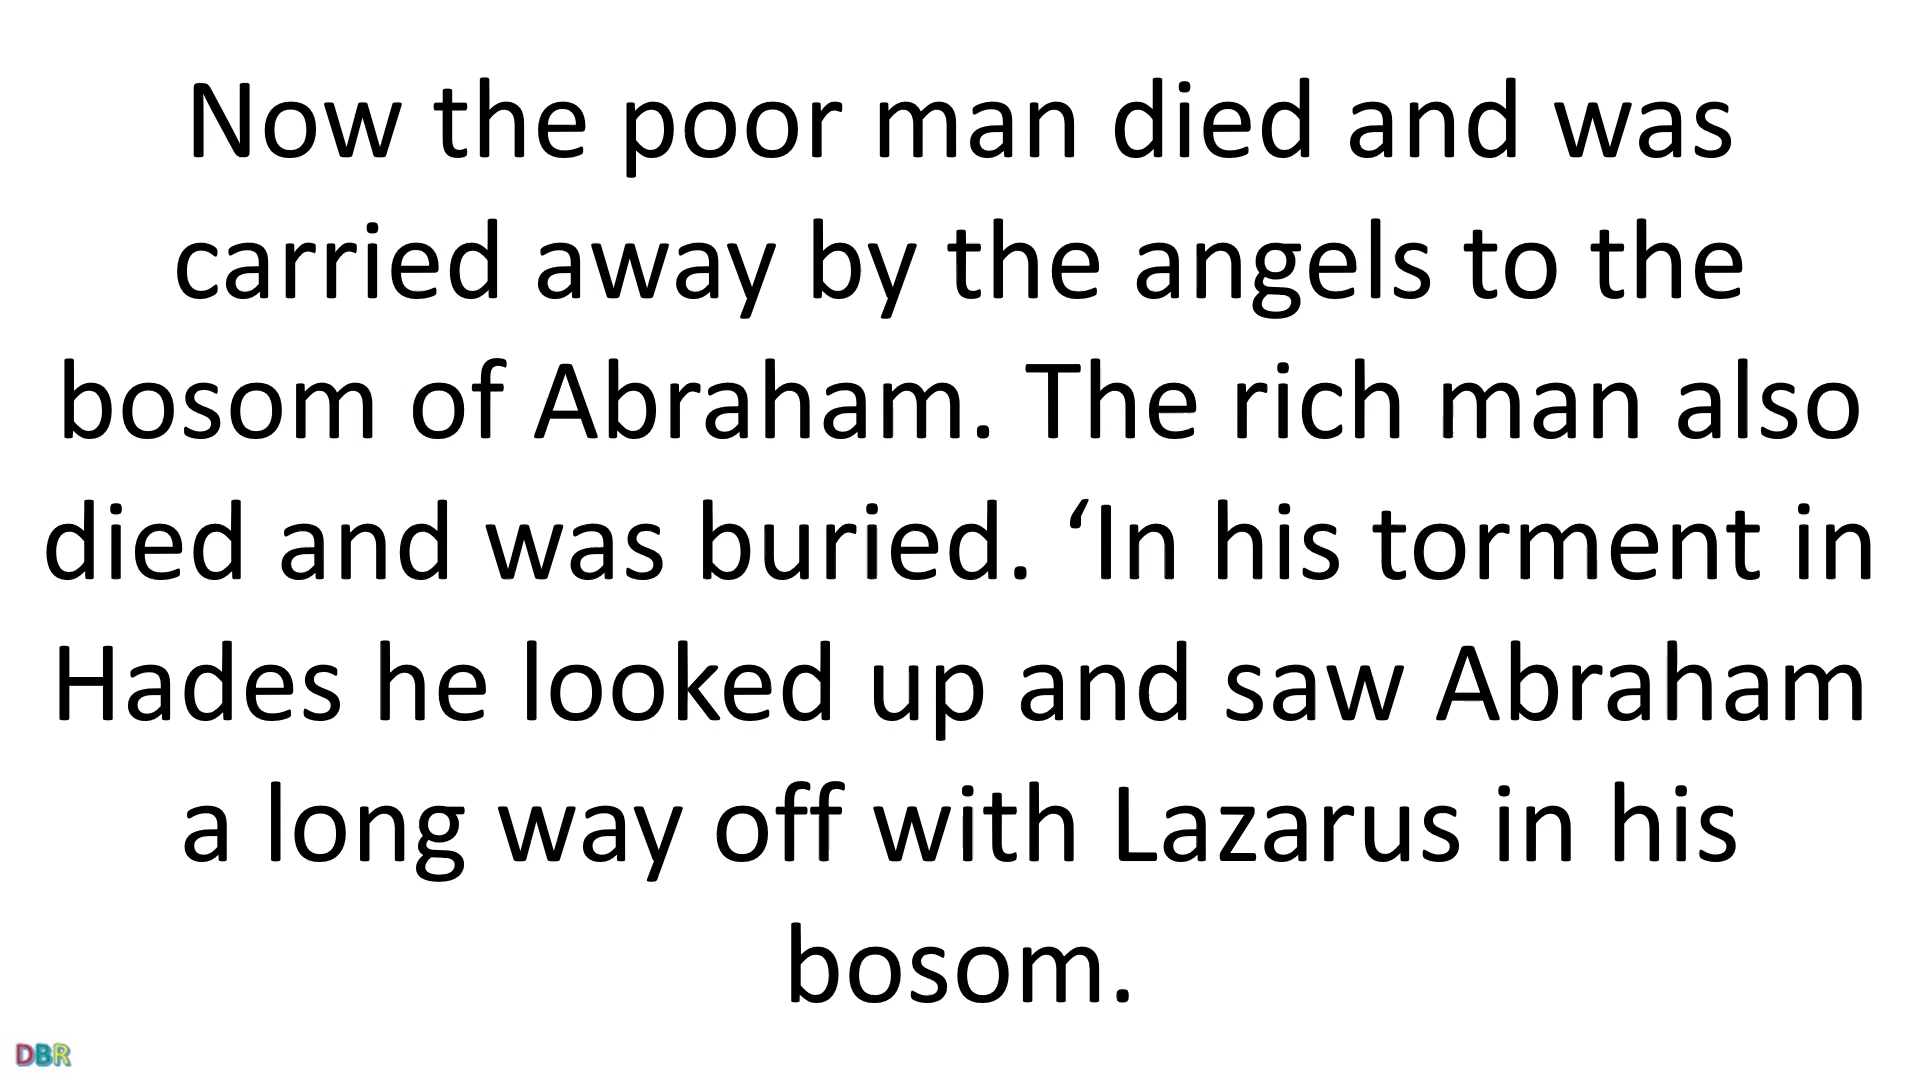 Now the poor man died and was
carried away by the angels to the
bosom of Abraham. The rich man also
died and was buried. ‘In his torment in
Hades he looked up and saw Abraham
a long way off with Lazarus in his
bosom.
DBR